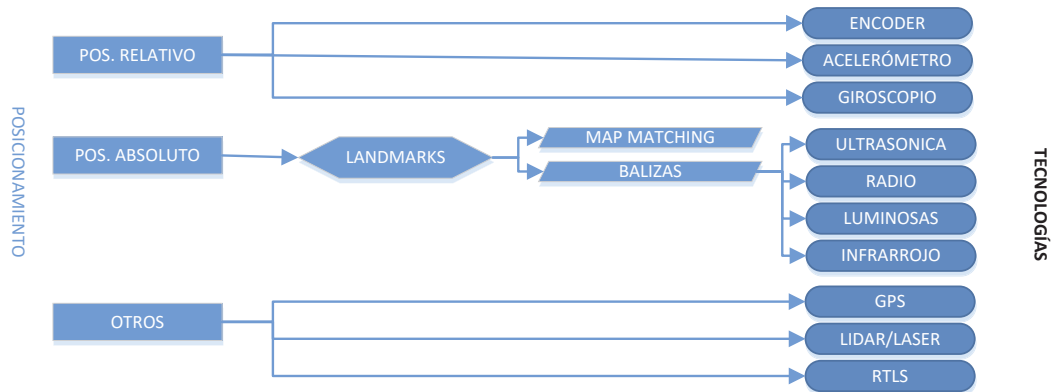 POSICIONAMIENTO
POS. RELATIVO
ENCODER
ACELERÓMETRO
GIROSCOPIO
POS. ABSOLUTO
LANDMARKS
MAP MATCHING
BALIZAS
ULTRASONICA
RADIO
LUMINOSAS
INFRARROJO
OTROS
GPS
LIDAR/LASER
RTLS
TECNOLOGÍAS